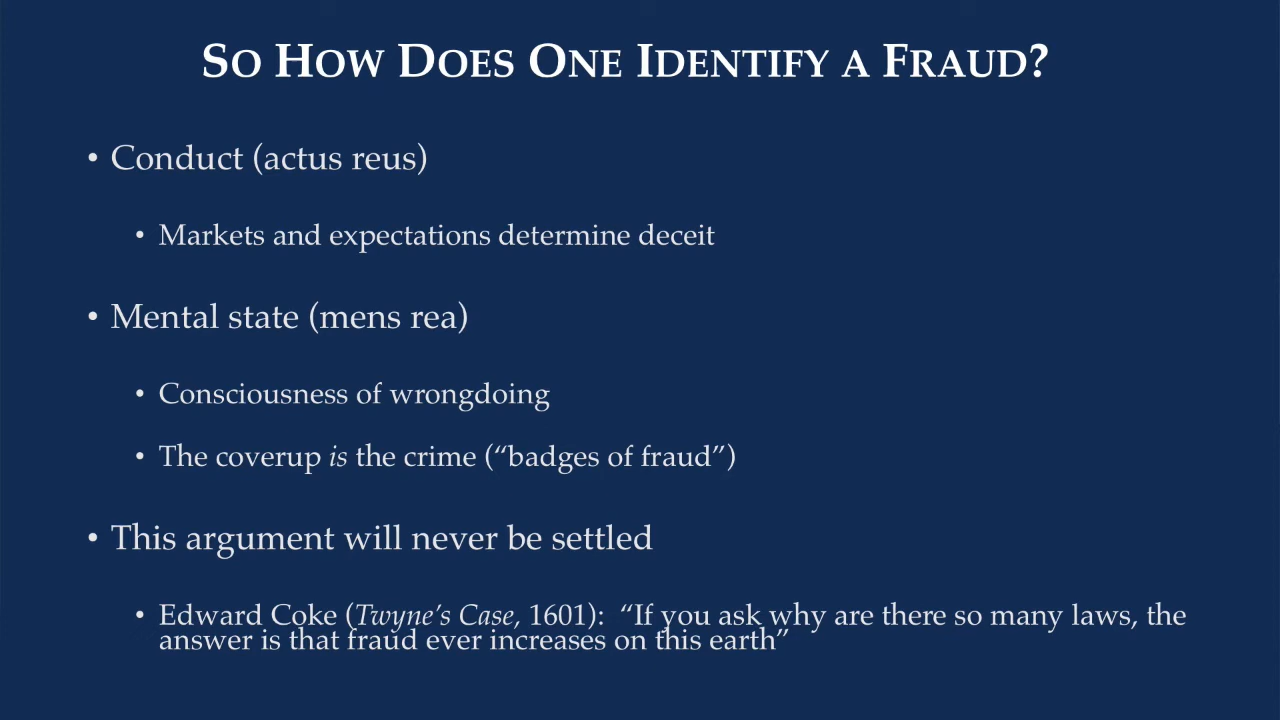 So How Does One Identify a Fraud?
• Conduct (actus reus)
• Markets and expectations determine deceit
• Mental state (mens rea)
• Consciousness of wrongdoing
• The coverup is the crime (“badges of fraud”)
• This argument will never be settled
• Edward Coke (Twyne’s Case, 1601):  “If you ask why are there so many laws, the
answer is that fraud ever increases on this earth”